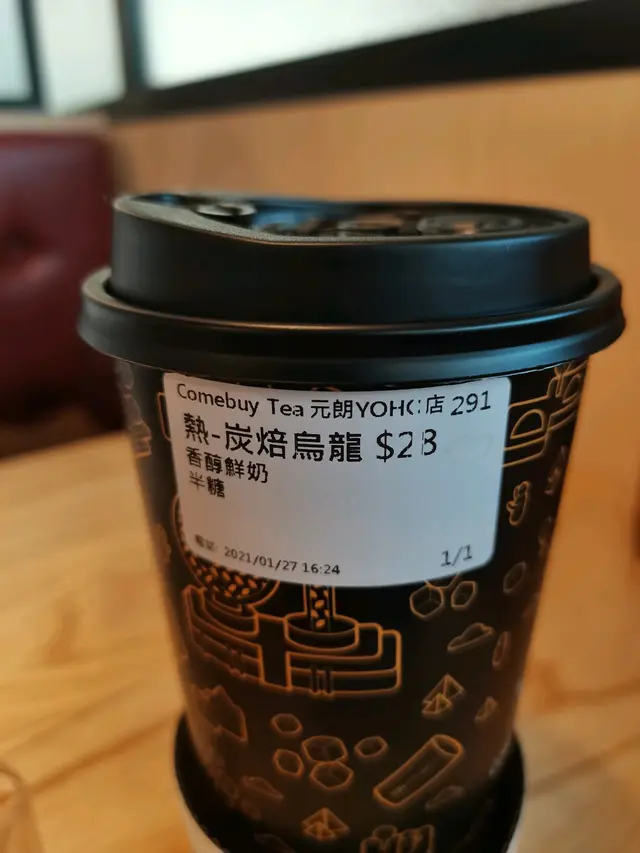 Comebuy Tea 元朗YOHO店 291
熱-炭焙烏龍 $28
香醇鮮奶
半糖
2021/01/27 16:24
1/1